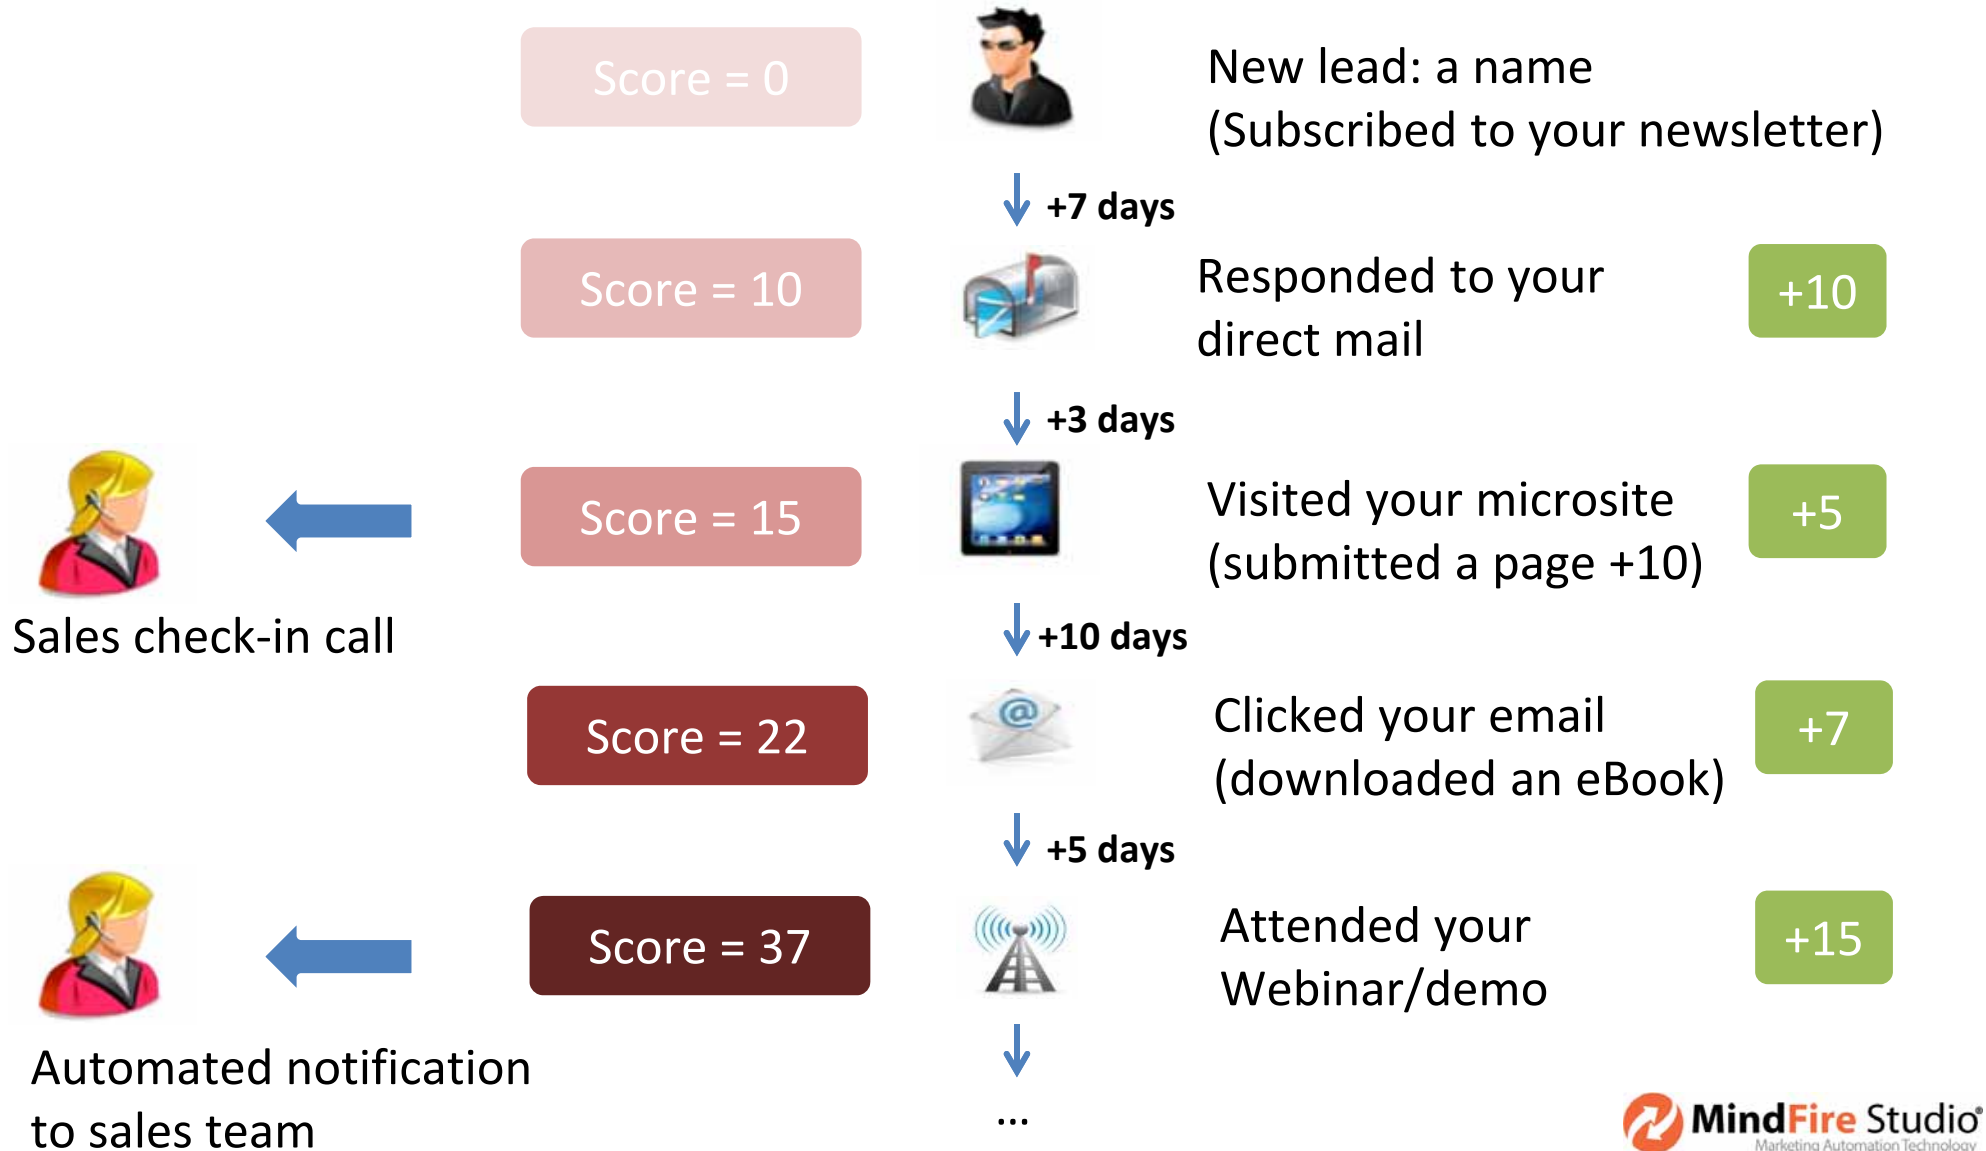 Score = 0
New lead: a name
(Subscribed to your newsletter)
+7 days
Score = 10
Responded to your
direct mail
+10
+3 days
Score = 15
Visited your microsite
(submitted a page +10)
+5
Sales check-in call
+10 days
Score = 22
Clicked your email
(downloaded an eBook)
+7
+5 days
Score = 37
Attended your
Webinar/demo
+15
Automated notification
to sales team
...
MindFire Studio®
Marketing Automation Technology